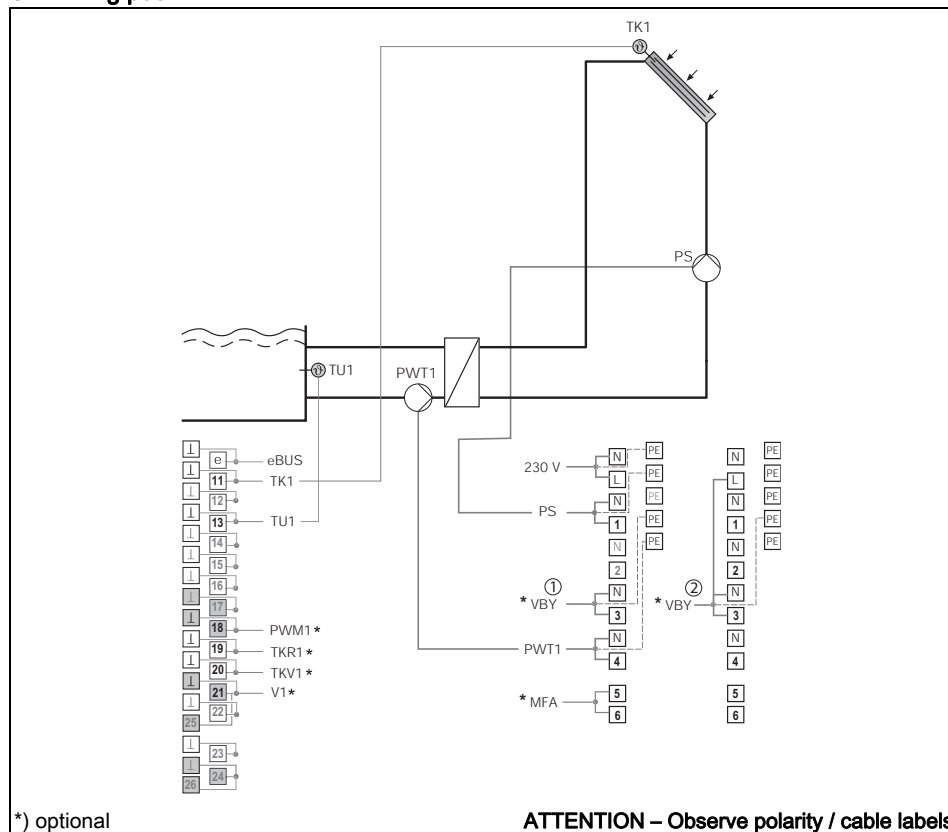 TK1
PS
TU1
PWT1
⊥
e eBUS
⊥
11 TK1
⊥
12
⊥
13 TU1
⊥
14
⊥
15
⊥
16
⊥
17
⊥
18 PWM1*
⊥
19 TKR1*
⊥
20 TKV1*
⊥
21 V1*
⊥
22
25
⊥
23
⊥
24
26
230 V N PE
L PE
PS N PE
1 PE
N PE
2
①
* VBY N
3
PWT1 N
4
* MFA 5
6
N PE
L PE
N PE
1 PE
N PE
2
②
* VBY N
3
N
4
5
6
*) optional
ATTENTION – Observe polarity / cable labels